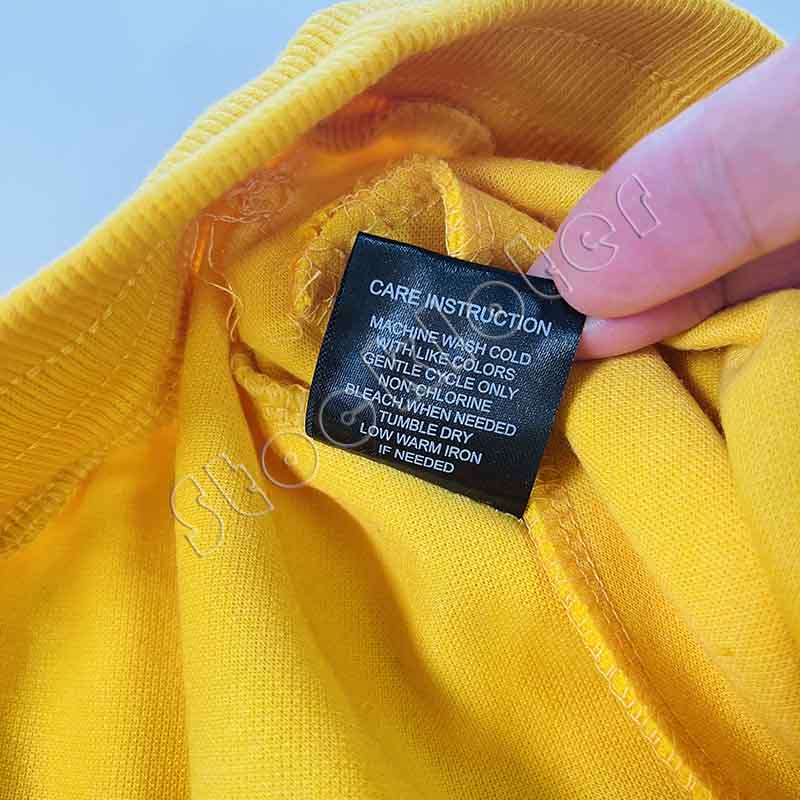 CARE INSTRUCTION
MACHINE WASH COLD
WITH LIKE COLORS
GENTLE CYCLE ONLY
NON-CHLORINE
BLEACH WHEN NEEDED
TUMBLE DRY
LOW WARM IRON
IF NEEDED